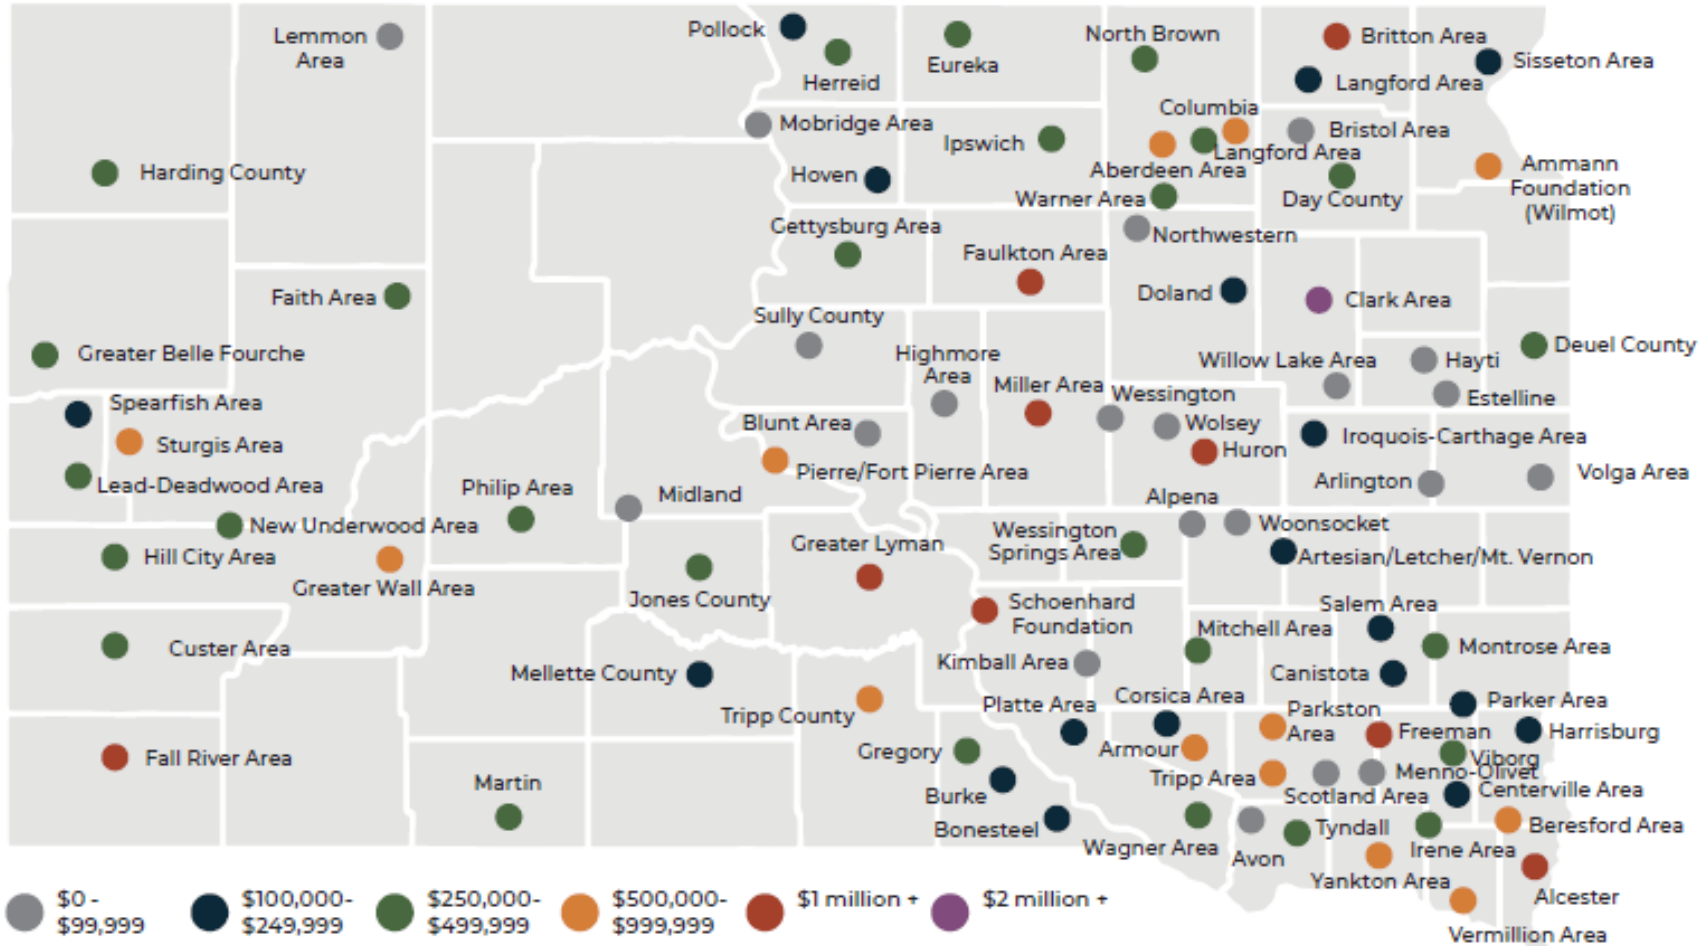 Pollock
Lemmon
Area
Herreid
Eureka
North Brown
Britton Area
Sisseton Area
Langford Area
Mobridge Area
Columbia
Ipswich
Bristol Area
Langford Area
Harding County
Hoven
Aberdeen Area
Ammann
Foundation
(Wilmot)
Warner Area
Day County
Gettysburg Area
Northwestern
Faulkton Area
Faith Area
Doland
Clark Area
Sully County
Greater Belle Fourche
Highmore
Area
Willow Lake Area
Hayti
Deuel County
Miller Area
Wessington
Estelline
Spearfish Area
Blunt Area
Wolsey
Iroquois-Carthage Area
Sturgis Area
Huron
Pierre/Fort Pierre Area
Lead-Deadwood Area
Philip Area
Midland
Arlington
Volga Area
Alpena
New Underwood Area
Woonsocket
Wessington
Springs Area
Greater Lyman
Hill City Area
Artesian/Letcher/Mt. Vernon
Greater Wall Area
Jones County
Schoenhard
Foundation
Salem Area
Mitchell Area
Custer Area
Montrose Area
Kimball Area
Mellette County
Canistota
Platte Area
Corsica Area
Parker Area
Tripp County
Parkston
Area
Freeman
Harrisburg
Gregory
Armour
Viborg
Fall River Area
Tripp Area
Menno-Olivet
Martin
Burke
Scotland Area
Centerville Area
Bonesteel
Tyndall
Beresford Area
Wagner Area
Avon
Irene Area
Yankton Area
Alcester
Vermillion Area
$0 -
$99,999
$100,000-
$249,999
$250,000-
$499,999
$500,000-
$999,999
$1 million +
$2 million +